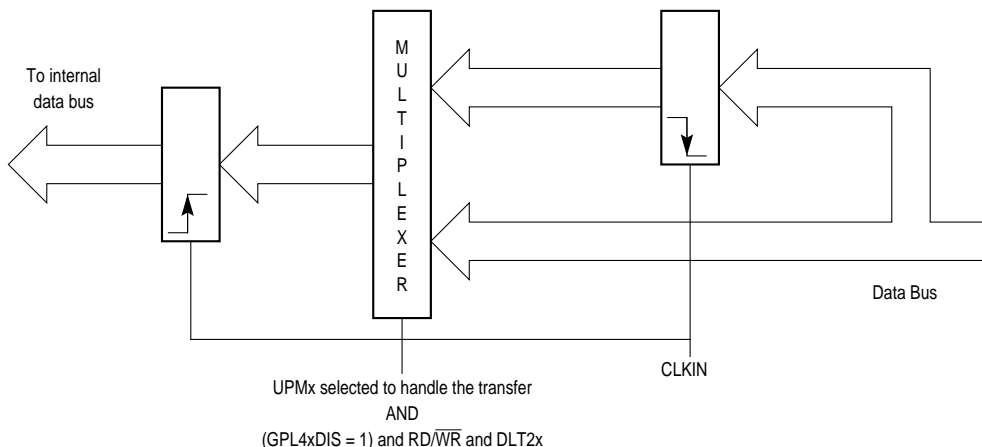 To internal
data bus
M
U
L
T
I
P
L
E
X
E
R
Data Bus
CLKIN
UPMx selected to handle the transfer
AND
(GPL4xDIS = 1) and RD/W̅R̅ and DLT2x